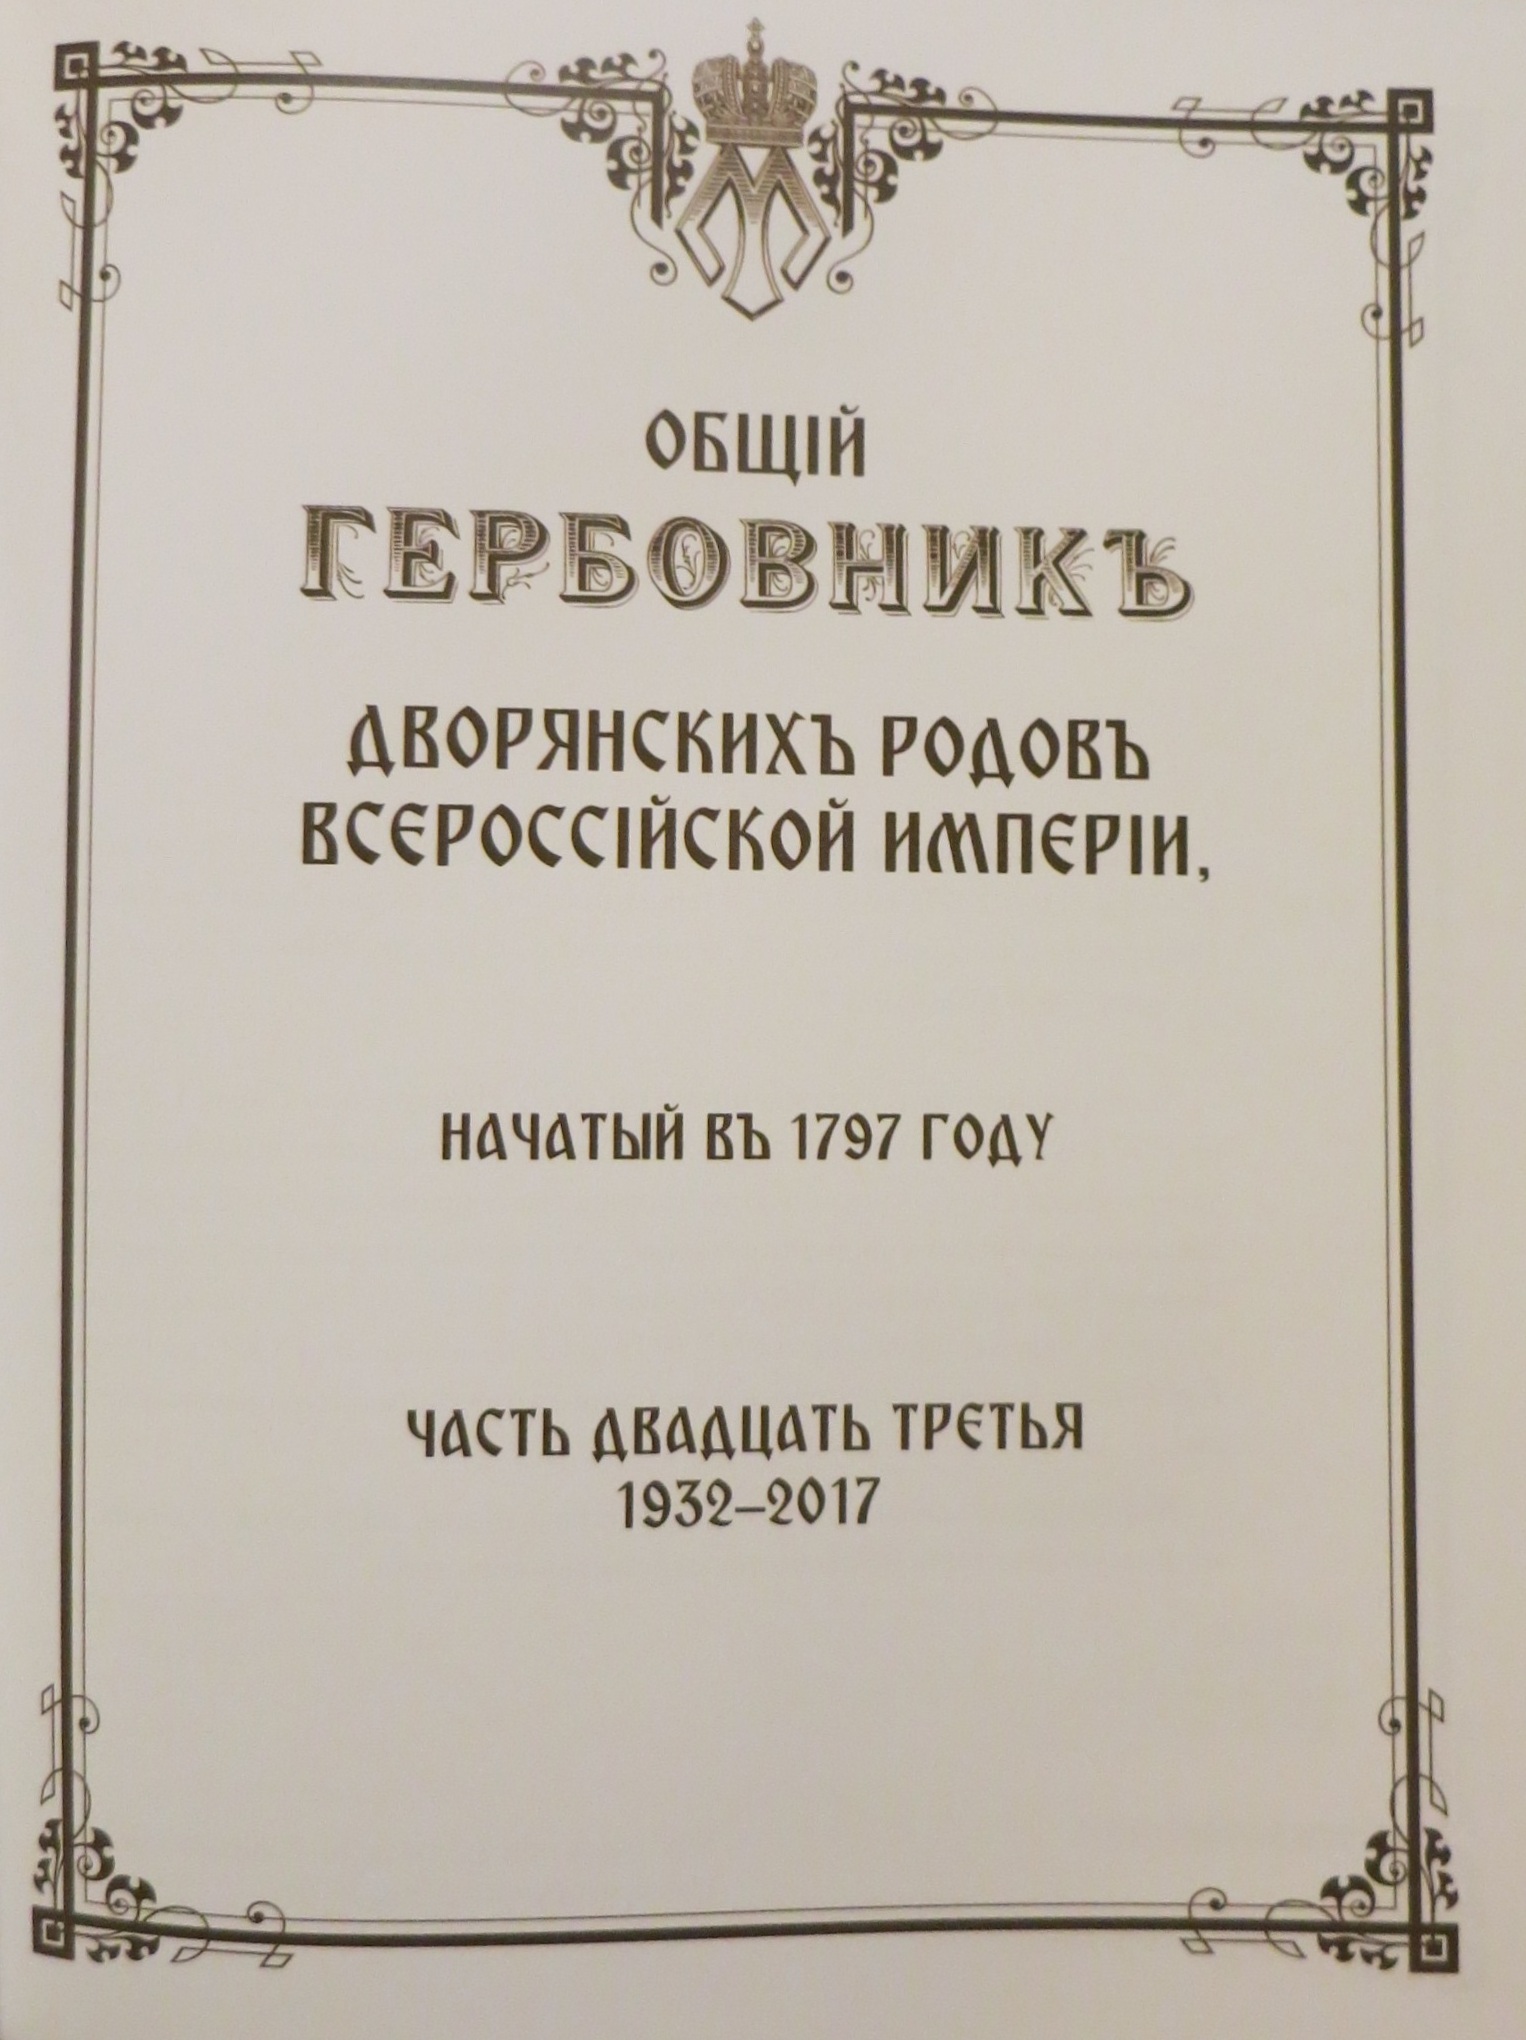 ОБЩІЙ
ГЕРБОВНИКЪ
ДВОРЯНСКИХЪ РОДОВЪ
ВСЕРОССІЙСКОЙ ИМПЕРІИ,
НАЧАТЫЙ ВЪ 1797 ГОДУ
ЧАСТЬ ДВАДЦАТЬ ТРЕТЬЯ
1932–2017